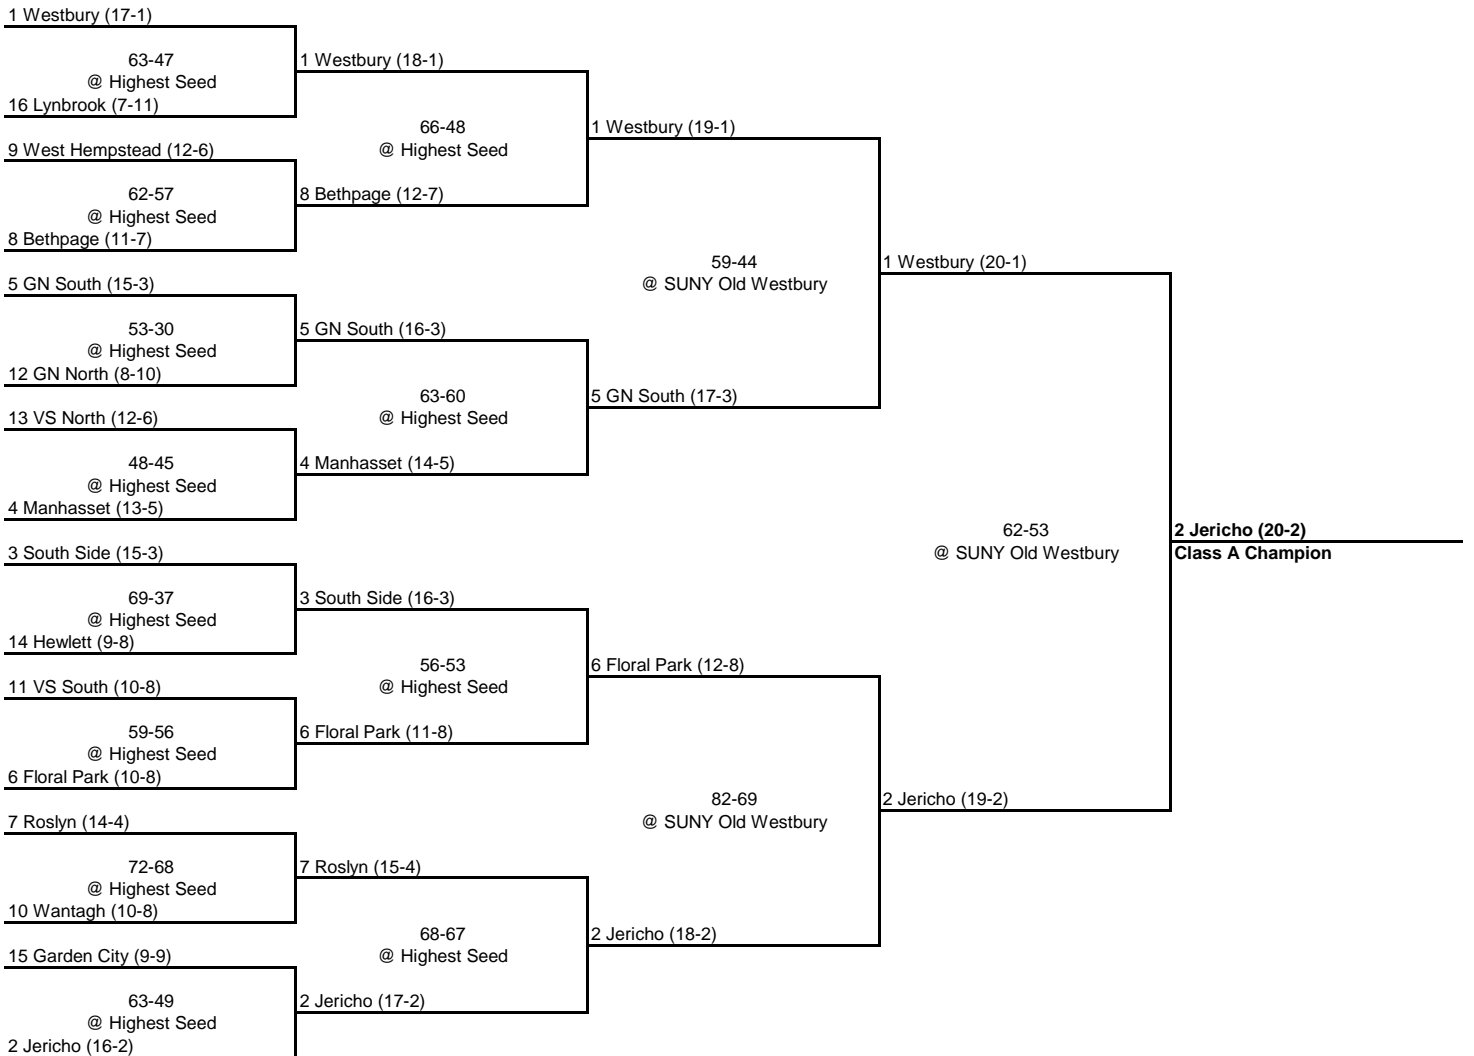 1 Westbury (17-1)
63-47
@ Highest Seed
16 Lynbrook (7-11)
9 West Hempstead (12-6)
62-57
@ Highest Seed
8 Bethpage (11-7)
5 GN South (15-3)
53-30
@ Highest Seed
12 GN North (8-10)
13 VS North (12-6)
48-45
@ Highest Seed
4 Manhasset (13-5)
3 South Side (15-3)
69-37
@ Highest Seed
14 Hewlett (9-8)
11 VS South (10-8)
59-56
@ Highest Seed
6 Floral Park (10-8)
7 Roslyn (14-4)
72-68
@ Highest Seed
10 Wantagh (10-8)
15 Garden City (9-9)
63-49
@ Highest Seed
2 Jericho (16-2)
1 Westbury (18-1)
66-48
@ Highest Seed
8 Bethpage (12-7)
5 GN South (16-3)
63-60
@ Highest Seed
4 Manhasset (14-5)
3 South Side (16-3)
56-53
@ Highest Seed
6 Floral Park (11-8)
7 Roslyn (15-4)
68-67
@ Highest Seed
2 Jericho (17-2)
1 Westbury (19-1)
59-44
@ SUNY Old Westbury
5 GN South (17-3)
6 Floral Park (12-8)
82-69
@ SUNY Old Westbury
2 Jericho (18-2)
1 Westbury (20-1)
62-53
@ SUNY Old Westbury
2 Jericho (19-2)
2 Jericho (20-2)
Class A Champion